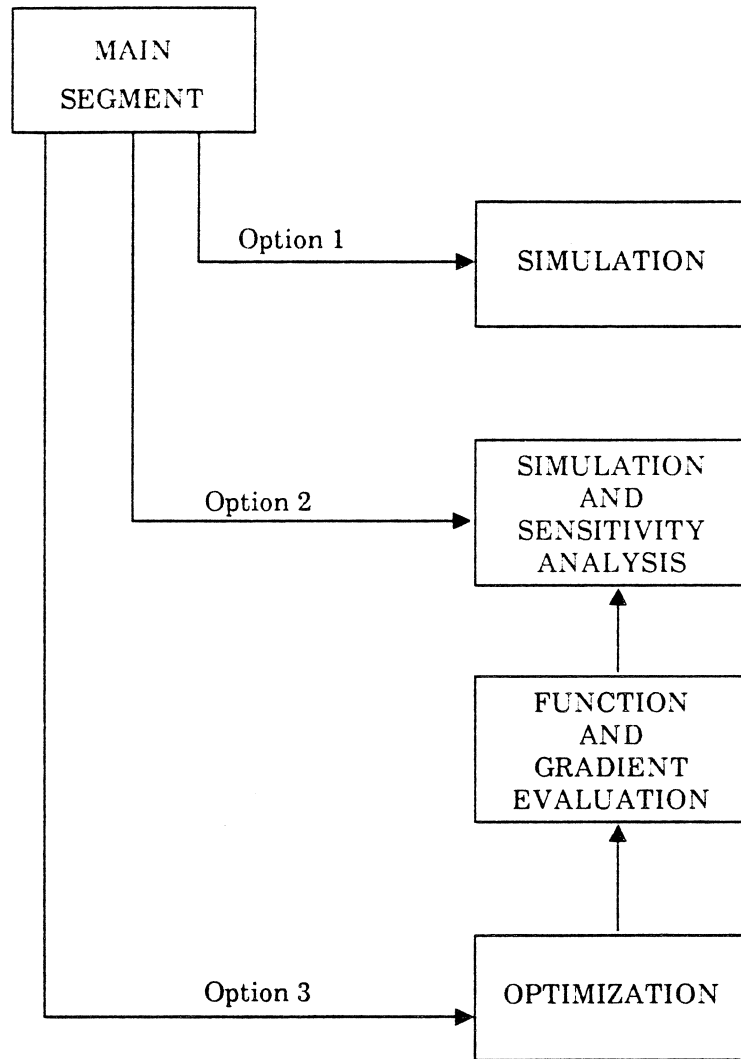 MAIN
SEGMENT
Option 1
SIMULATION
Option 2
SIMULATION
AND
SENSITIVITY
ANALYSIS
FUNCTION
AND
GRADIENT
EVALUATION
Option 3
OPTIMIZATION